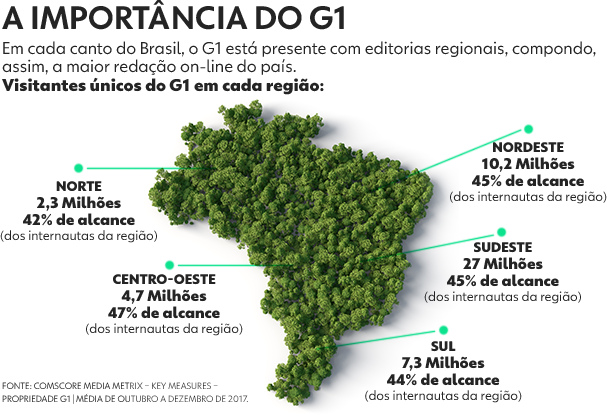 A IMPORTÂNCIA DO G1
Em cada canto do Brasil, o G1 está presente com editorias regionais, compondo,
assim, a maior redação on-line do país.
Visitantes únicos do G1 em cada região:
NORDESTE
10,2 Milhões
45% de alcance
(dos internautas da região)
NORTE
2,3 Milhões
42% de alcance
(dos internautas da região)
SUDESTE
27 Milhões
45% de alcance
(dos internautas da região)
CENTRO-OESTE
4,7 Milhões
47% de alcance
(dos internautas da região)
SUL
7,3 Milhões
44% de alcance
(dos internautas da região)
FONTE: COMSCORE MEDIA METRIX – KEY MEASURES –
PROPRIEDADE G1 | MÉDIA DE OUTUBRO A DEZEMBRO DE 2017.